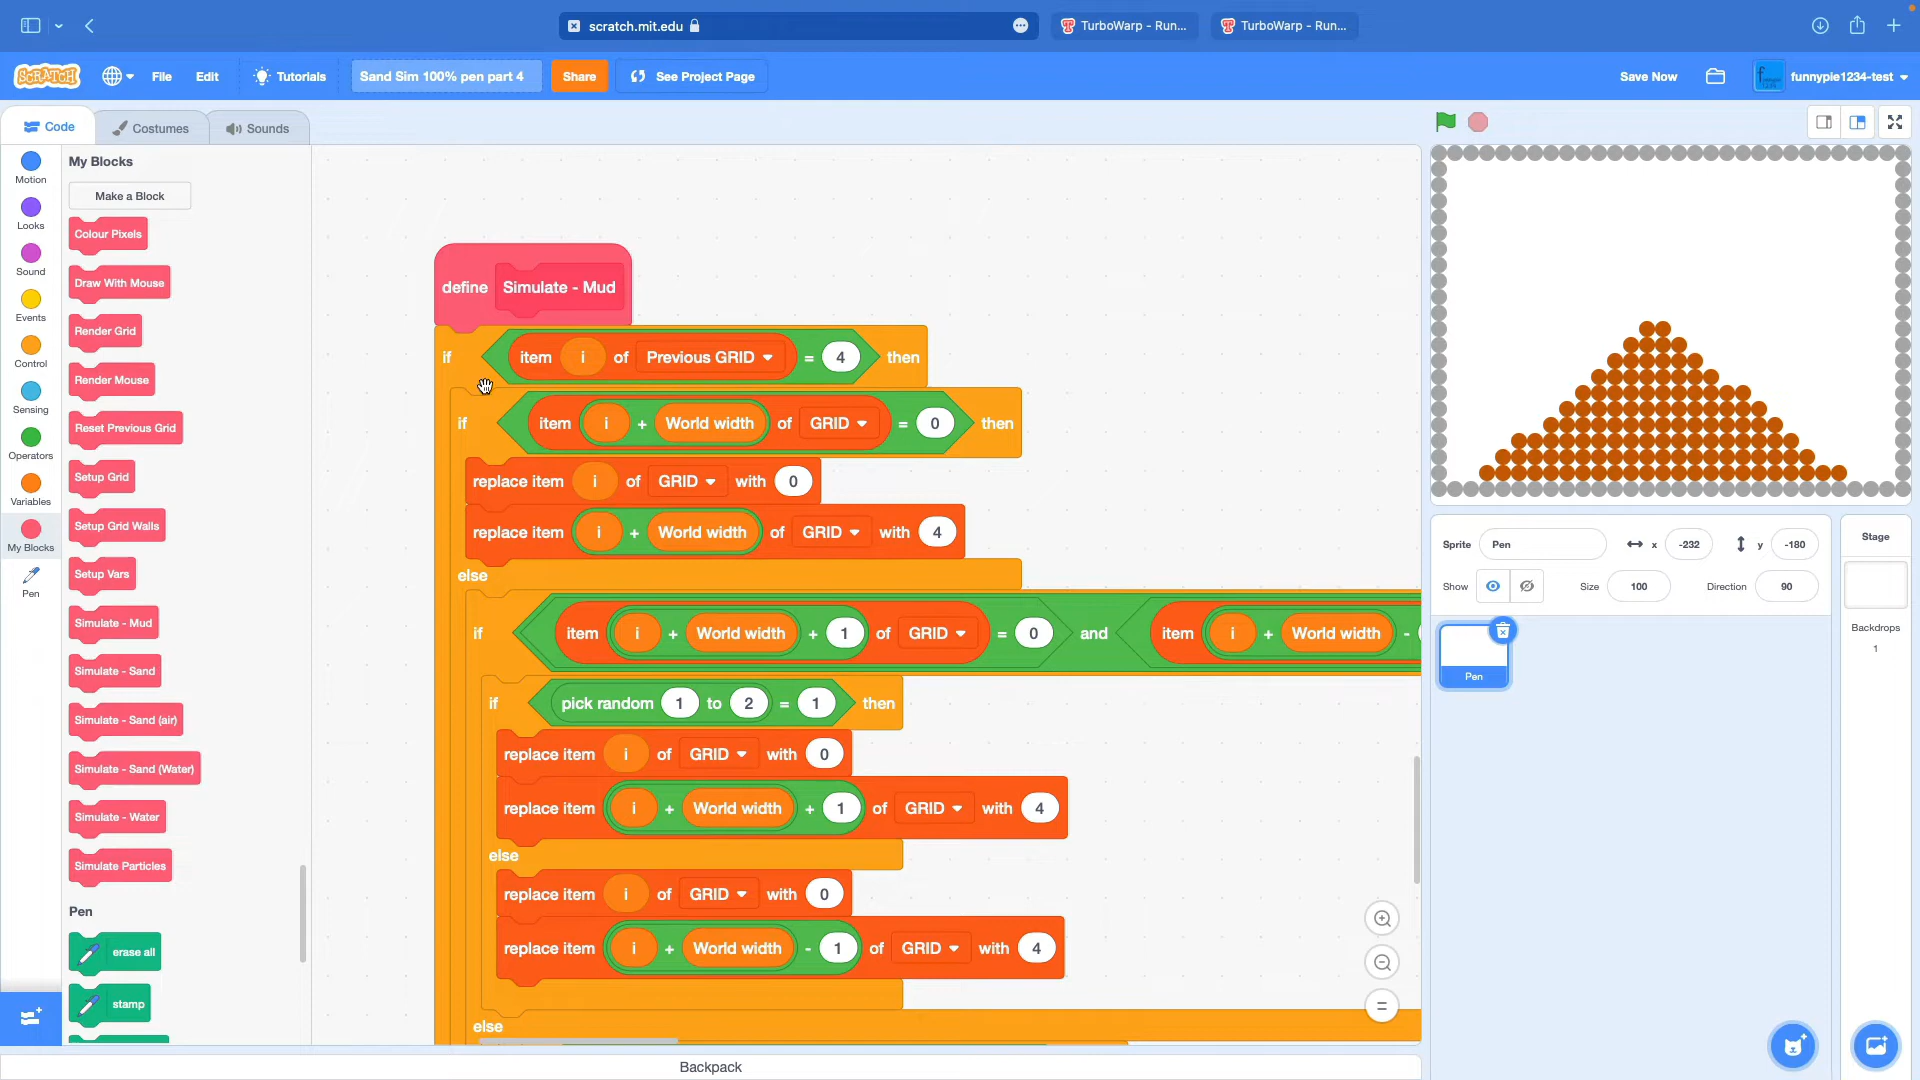 scratch.mit.edu
TurboWarp - Run...
TurboWarp - Run...
SCRATCH
File
Edit
Tutorials
Sand Sim 100% pen part 4
Share
See Project Page
Save Now
funnypie1234-test
Code
Costumes
Sounds
Motion
Looks
Sound
Events
Control
Sensing
Operators
Variables
My Blocks
Pen
My Blocks
Make a Block
Colour Pixels
Draw With Mouse
Render Grid
Render Mouse
Reset Previous Grid
Setup Grid
Setup Grid Walls
Setup Vars
Simulate - Mud
Simulate - Sand
Simulate - Sand (air)
Simulate - Sand (Water)
Simulate - Water
Simulate Particles
Pen
erase all
stamp
define Simulate - Mud
if item i of Previous GRID = 4 then
if item i + World width of GRID = 0 then
replace item i of GRID with 0
replace item i + World width of GRID with 4
else
if item i + World width + 1 of GRID = 0 and item i + World width -
if pick random 1 to 2 = 1 then
replace item i of GRID with 0
replace item i + World width + 1 of GRID with 4
else
replace item i of GRID with 0
replace item i + World width - 1 of GRID with 4
else
Backpack
Sprite Pen x -232 y -180
Show Size 100 Direction 90
Pen
Stage
Backdrops
1